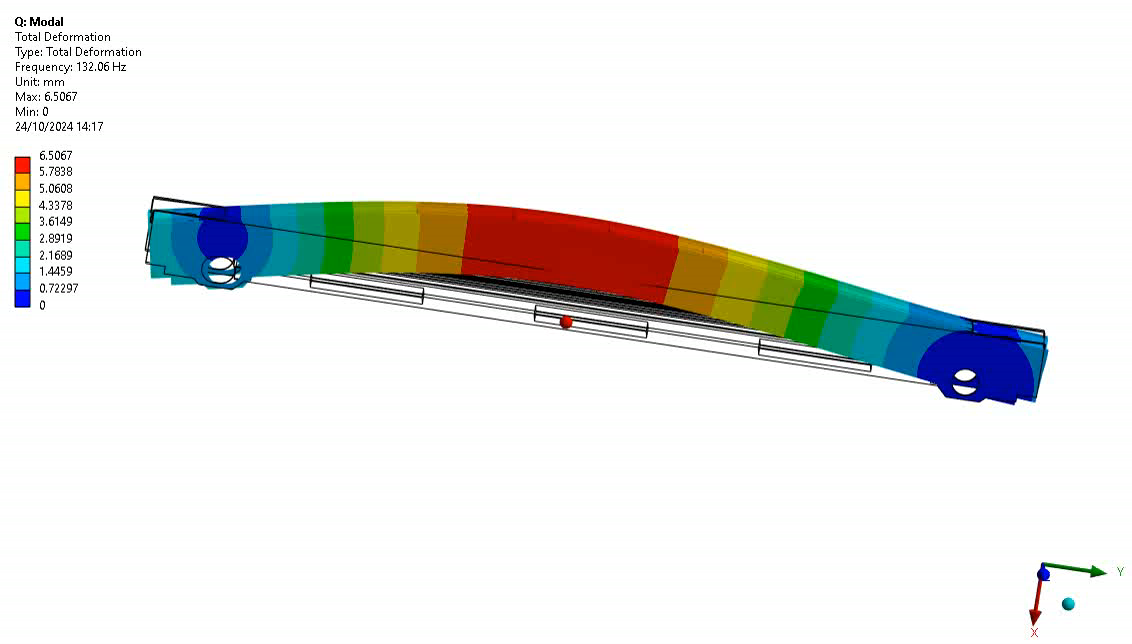 Q: Modal
Total Deformation
Type: Total Deformation
Frequency: 132.06 Hz
Unit: mm
Max: 6.5067
Min: 0
24/10/2024 14:17
6.5067
5.7838
5.0608
4.3378
3.6149
2.8919
2.1689
1.4459
0.72297
0
Y
X